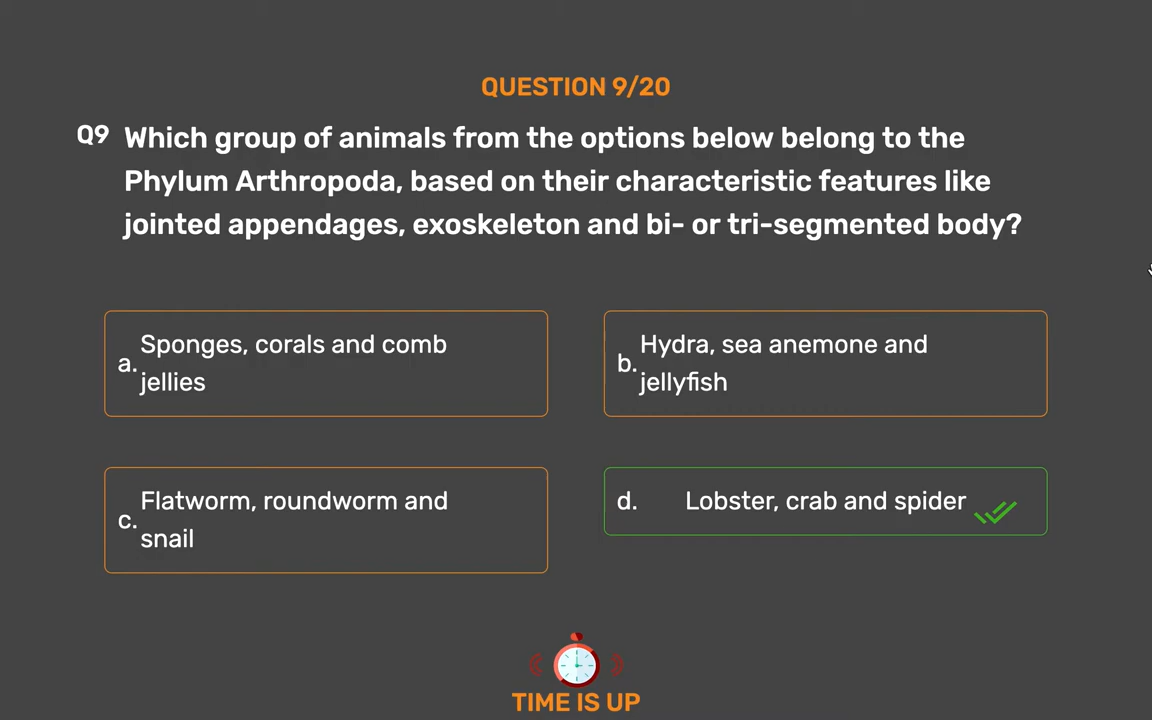 QUESTION 9/20
Q9 Which group of animals from the options below belong to the
Phylum Arthropoda, based on their characteristic features like
jointed appendages, exoskeleton and bi- or tri-segmented body?
a. Sponges, corals and comb
jellies
b. Hydra, sea anemone and
jellyfish
c. Flatworm, roundworm and
snail
d. Lobster, crab and spider
TIME IS UP